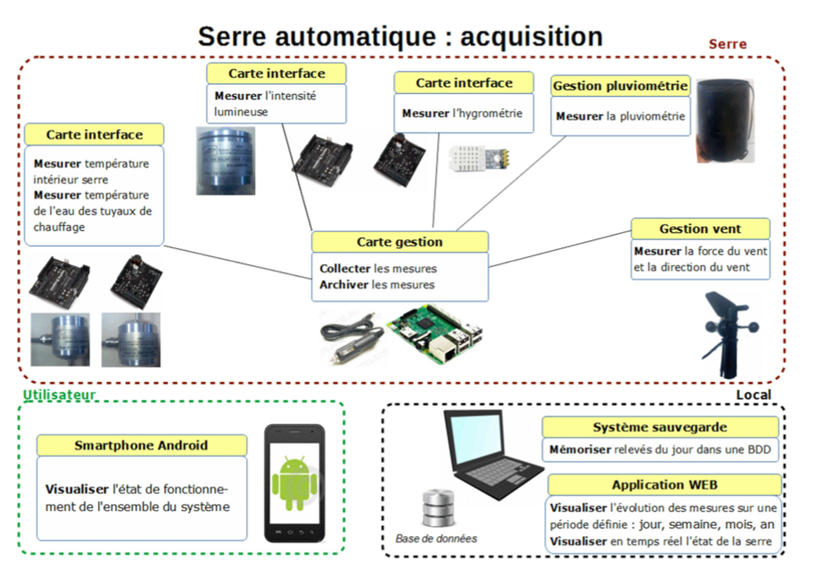 Serre automatique : acquisition
Serre
Carte interface
Mesurer l'intensité
lumineuse
Carte interface
Mesurer l'hygrométrie
Gestion pluviométrie
Mesurer la pluviométrie
Carte interface
Mesurer température
intérieur serre
Mesurer température
de l'eau des tuyaux de
chauffage
Carte gestion
Collecter les mesures
Archiver les mesures
Gestion vent
Mesurer la force du vent
et la direction du vent
Utilisateur
Smartphone Android
Visualiser l'état de fonctionne-
ment de l'ensemble du système
Local
Système sauvegarde
Mémoriser relevés du jour dans une BDD
Application WEB
Visualiser l'évolution des mesures sur une
période définie : jour, semaine, mois, an
Visualiser en temps réel l'état de la serre
Base de données